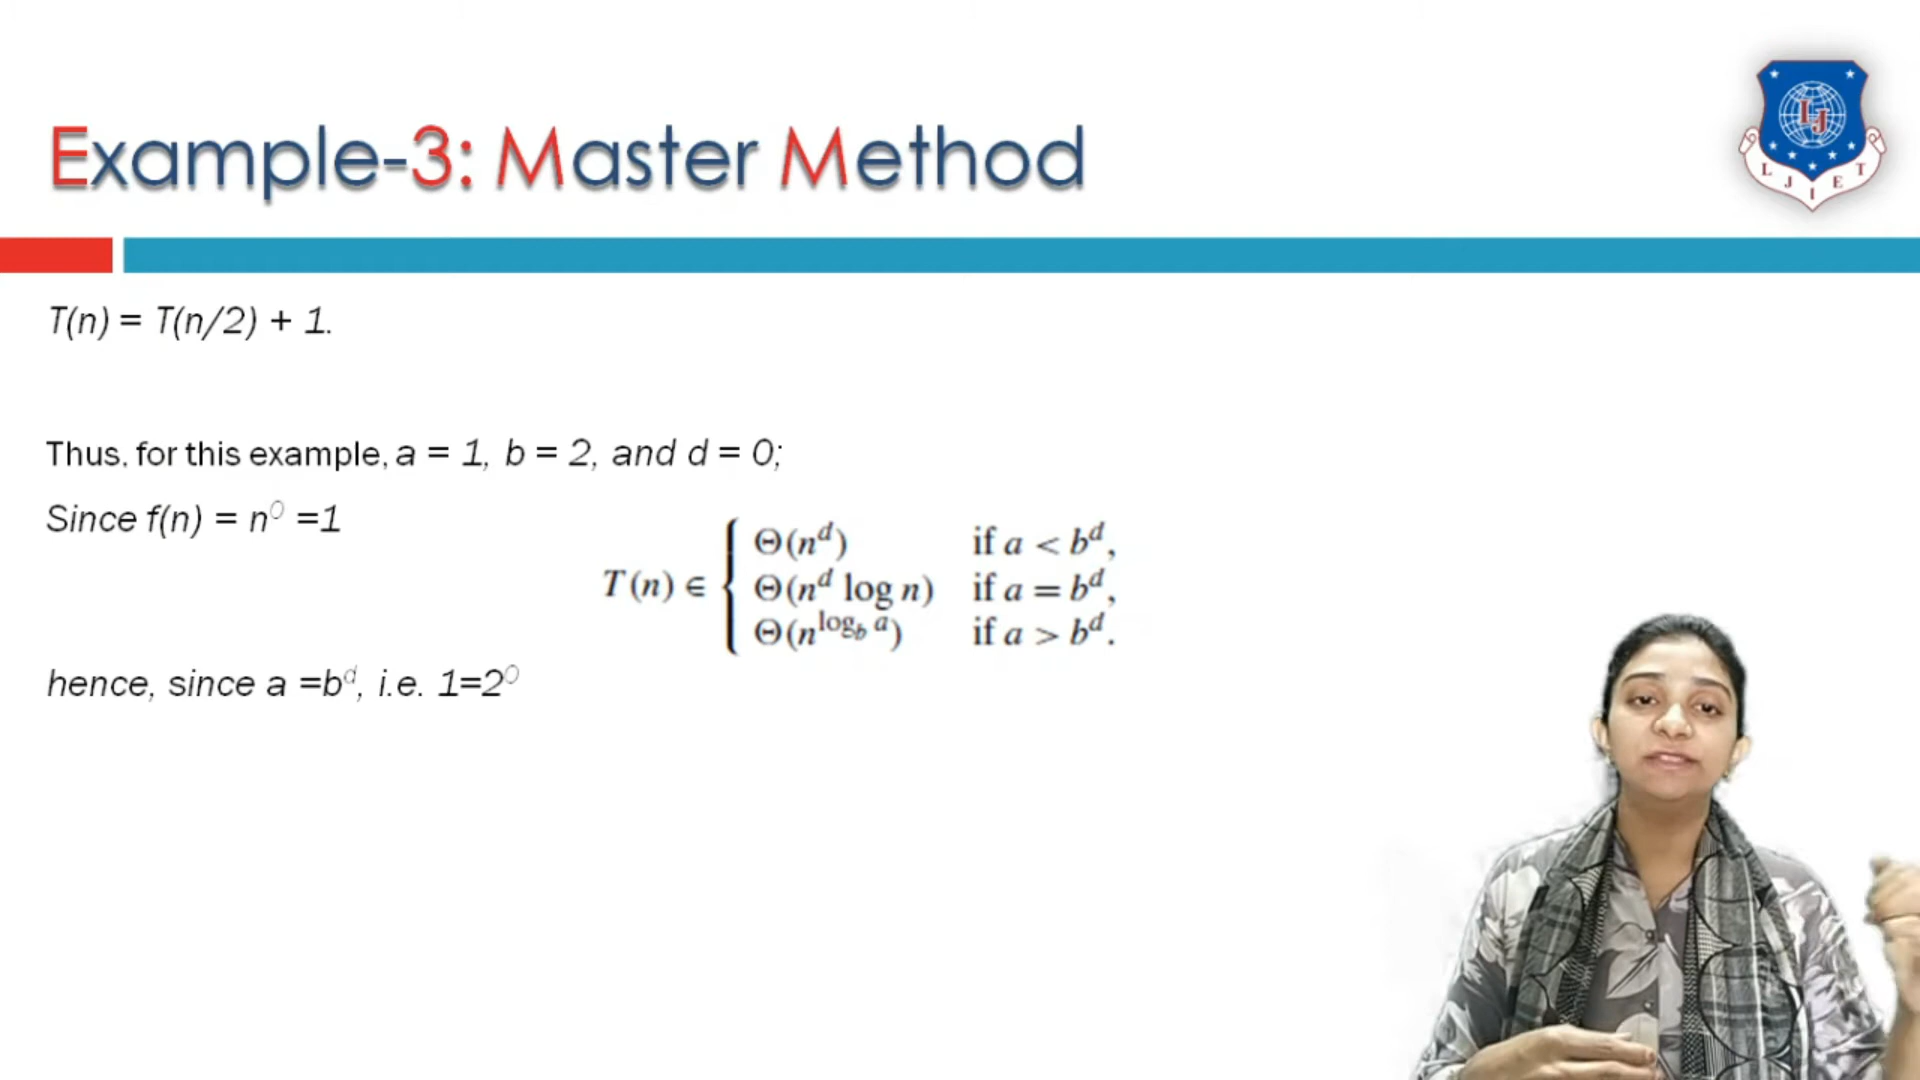 Example-3: Master Method
LJIET
T(n) = T(n/2) + 1.
Thus, for this example, a = 1, b = 2, and d = 0;
Since f(n) = n⁰ =1
T(n) ∈ { Θ(nᵈ) if a < bᵈ,
Θ(nᵈ log n) if a = bᵈ,
Θ(n^(log_b a)) if a > bᵈ.
hence, since a =bᵈ, i.e. 1=2⁰